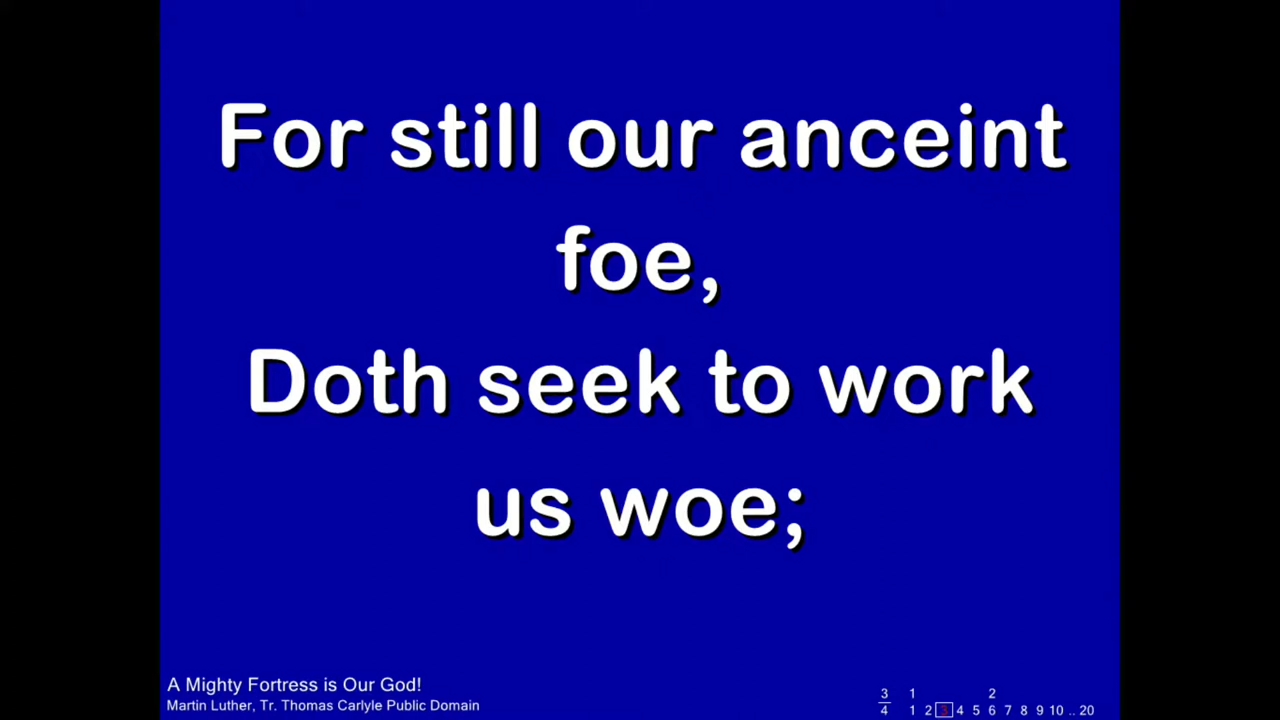 For still our anceint
foe,
Doth seek to work
us woe;
A Mighty Fortress is Our God!
Martin Luther, Tr. Thomas Carlyle Public Domain
3 1 2
4 1 2 3 4 5 6 7 8 9 10 .. 20